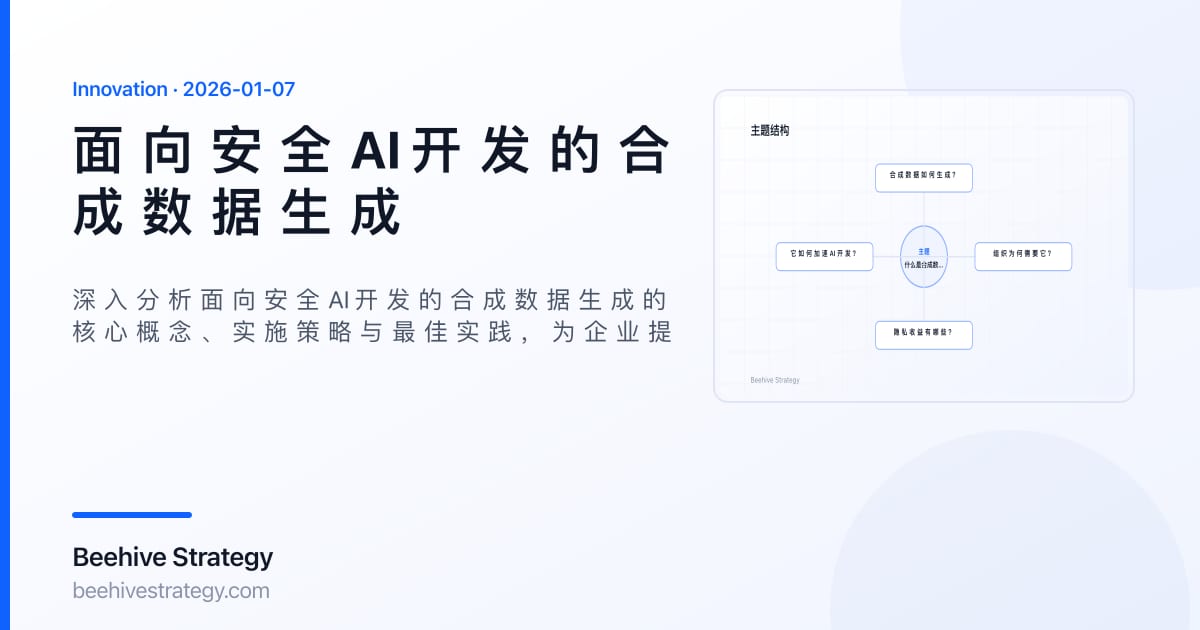 Innovation · 2026-01-07
面向安全AI开发的合
成数据生成
深入分析面向安全AI开发的合成数据生成的
核心概念、实施策略与最佳实践，为企业提
主题结构
合成数据如何生成？
它如何加速AI开发？
主题
什么是合成数...
组织为何需要它？
隐私收益有哪些？
Beehive Strategy
Beehive Strategy
beehivestrategy.com